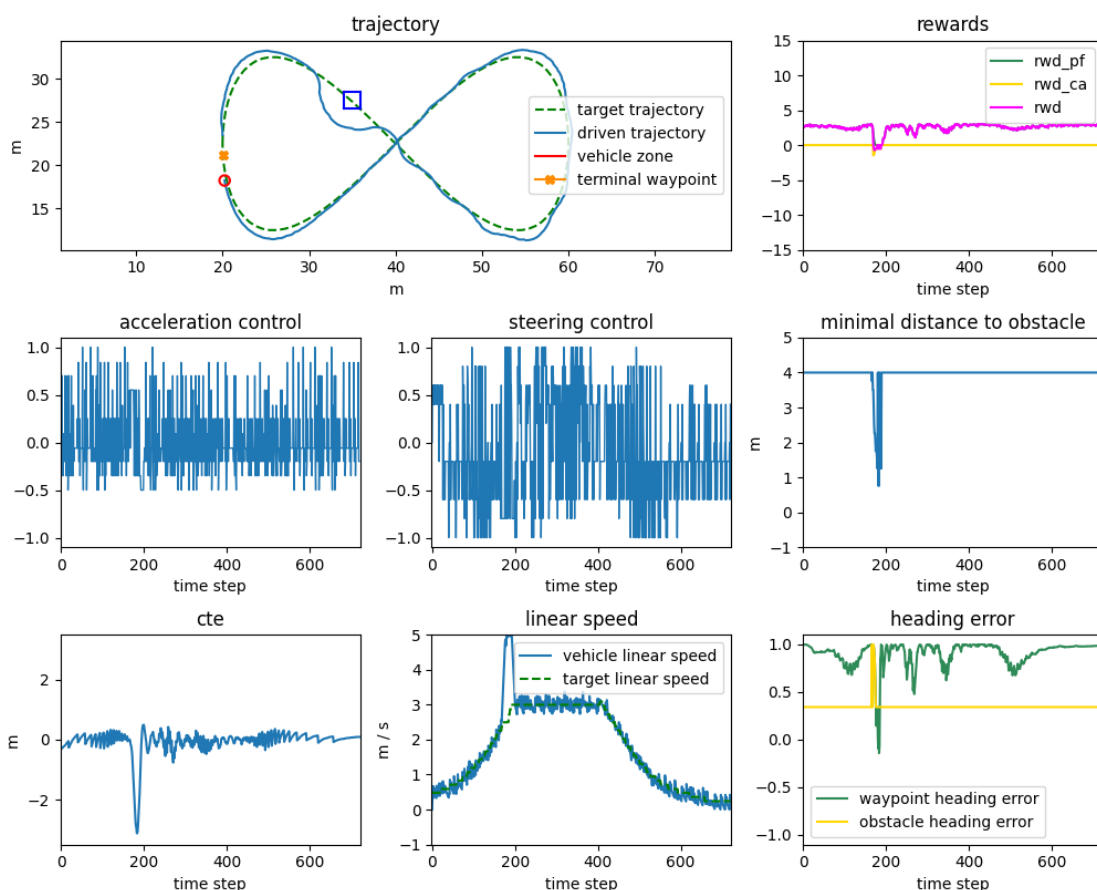 trajectory
30
25
20
15
m
10
20
30
40
50
60
70
m
target trajectory
driven trajectory
vehicle zone
terminal waypoint
rewards
15
10
5
0
−5
−10
−15
0
200
400
600
time step
rwd_pf
rwd_ca
rwd
acceleration control
1.0
0.5
0.0
−0.5
−1.0
0
200
400
600
time step
steering control
1.0
0.5
0.0
−0.5
−1.0
0
200
400
600
time step
minimal distance to obstacle
5
4
3
2
1
0
−1
m
0
200
400
600
time step
cte
2
0
−2
m
0
200
400
600
time step
linear speed
5
4
3
2
1
0
−1
m / s
0
200
400
600
time step
vehicle linear speed
target linear speed
heading error
1.0
0.5
0.0
−0.5
−1.0
0
200
400
600
time step
waypoint heading error
obstacle heading error